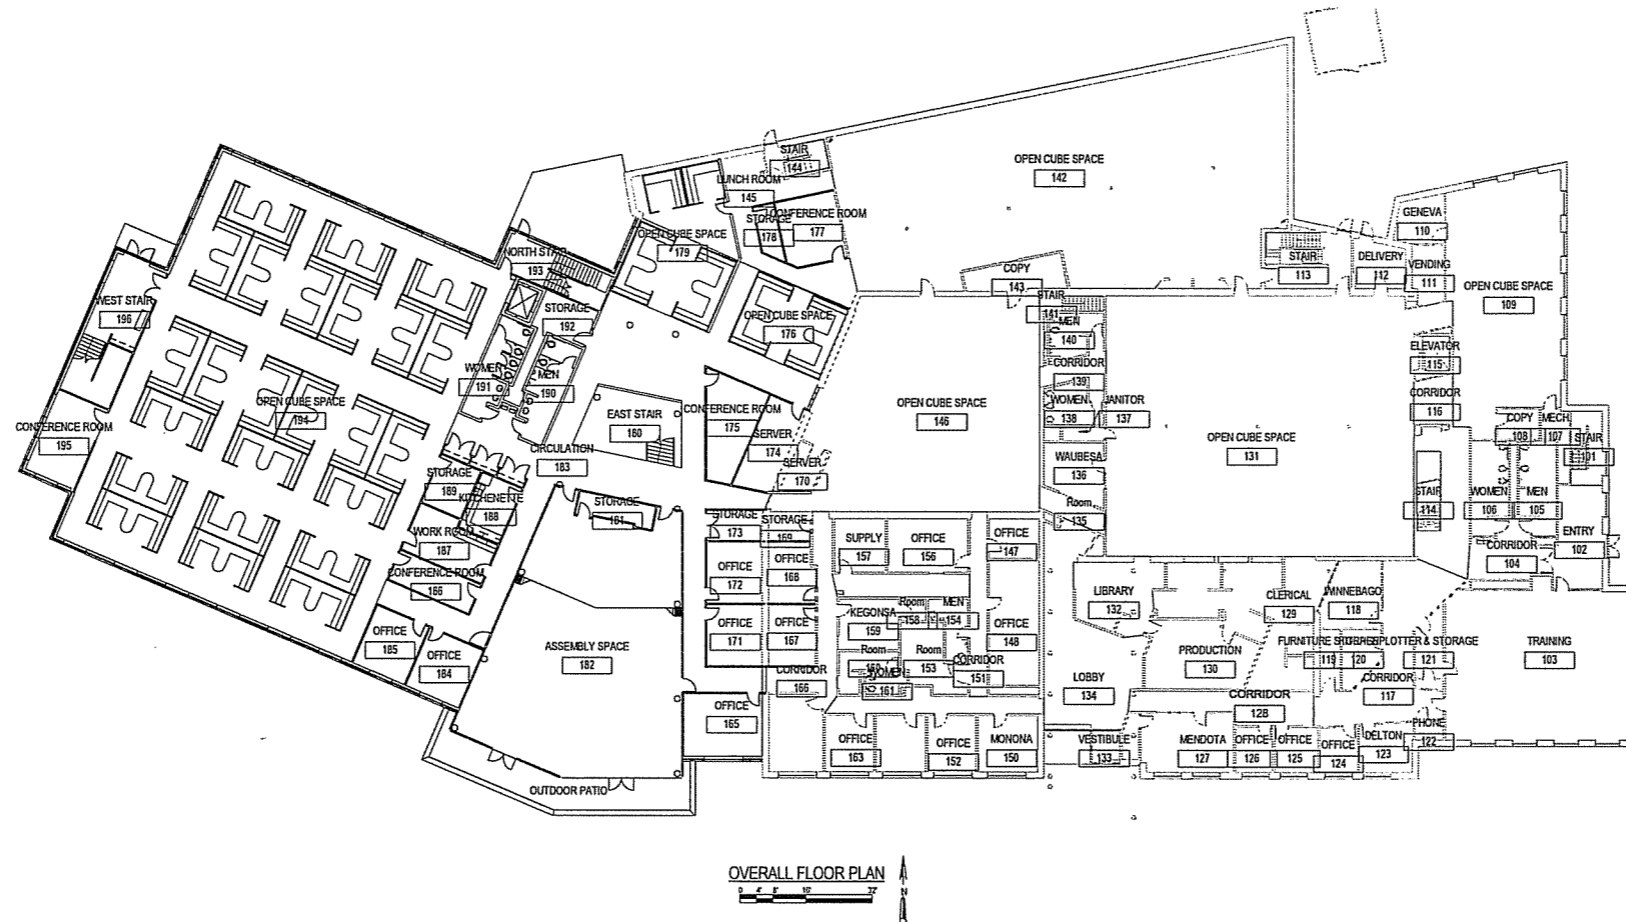 STAIR
144
OPEN CUBE SPACE
142
LUNCH ROOM
145
CONFERENCE ROOM
177
STORAGE
178
GENEVA
110
OPEN CUBE SPACE
179
NORTH STAIR
193
STAIR
113
DELIVERY
112
VENDING
111
COPY
143
OPEN CUBE SPACE
109
WEST STAIR
196
STORAGE
192
OPEN CUBE SPACE
176
STAIR
141
MEN
140
ELEVATOR
115
WOMEN
191
MEN
190
CORRIDOR
139
CORRIDOR
116
OPEN CUBE SPACE
194
CONFERENCE ROOM
195
EAST STAIR
160
CONFERENCE ROOM
175
OPEN CUBE SPACE
146
WOMEN
138
JANITOR
137
COPY
108
MECH
107
STAIR
101
SERVER
174
OPEN CUBE SPACE
131
CIRCULATION
183
SERVER
170
WAUBESA
136
STORAGE
189
KITCHENETTE
188
STORAGE
161
Room
135
STAIR
114
WOMEN
106
MEN
105
STORAGE
173
STORAGE
169
WORK ROOM
187
SUPPLY
157
OFFICE
156
OFFICE
147
ENTRY
102
CORRIDOR
104
CONFERENCE ROOM
186
OFFICE
172
OFFICE
168
LIBRARY
132
CLERICAL
129
WINNEBAGO
118
OFFICE
185
OFFICE
184
OFFICE
171
OFFICE
167
KEGONSA
159
Room
158
MEN
154
OFFICE
148
ASSEMBLY SPACE
182
Room
Room
153
CORRIDOR
151
WOMEN
161
PRODUCTION
130
FURNITURE
119
120
PLOTTER & STORAGE
121
TRAINING
103
CORRIDOR
166
LOBBY
134
CORRIDOR
117
CORRIDOR
128
OFFICE
165
OFFICE
163
OFFICE
152
MONONA
150
VESTIBULE
133
MENDOTA
127
OFFICE
126
OFFICE
125
OFFICE
124
DELTON
123
PHONE
122
OUTDOOR PATIO
OVERALL FLOOR PLAN
0 4' 8' 16' 32'
N